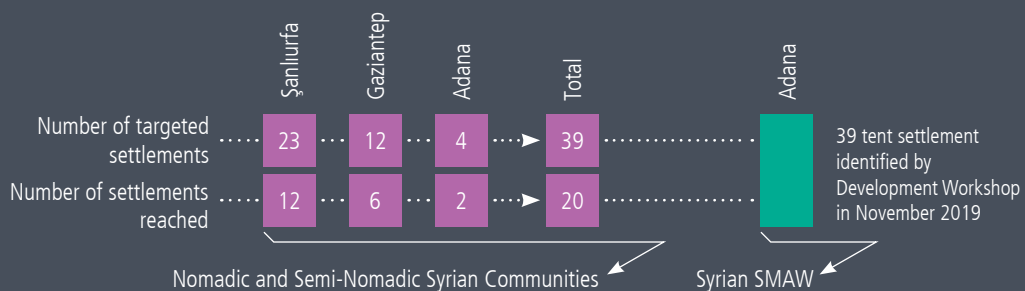 Şanlıurfa
Gaziantep
Adana
Total
Adana
Number of targeted
settlements
23
12
4
39
39 tent settlement
identified by
Development Workshop
in November 2019
Number of settlements
reached
12
6
2
20
Nomadic and Semi-Nomadic Syrian Communities
Syrian SMAW